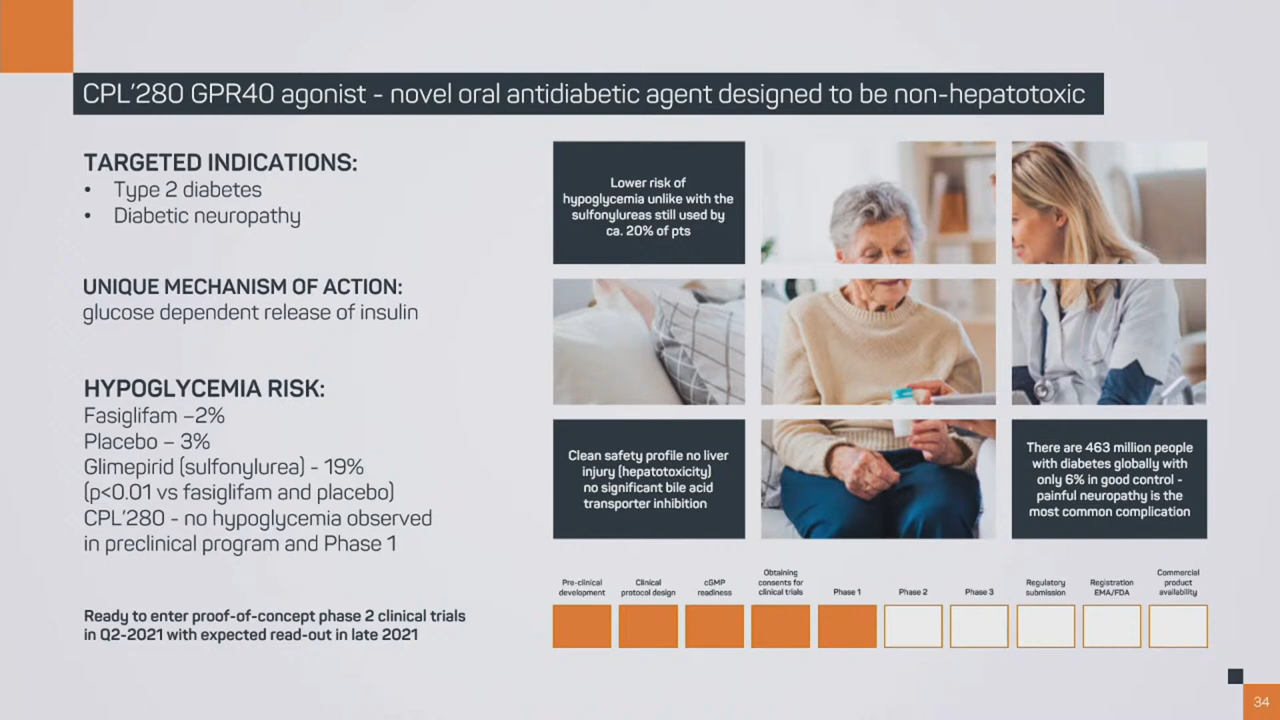 CPL'280 GPR40 agonist - novel oral antidiabetic agent designed to be non-hepatotoxic
TARGETED INDICATIONS:
• Type 2 diabetes
• Diabetic neuropathy
UNIQUE MECHANISM OF ACTION:
glucose dependent release of insulin
HYPOGLYCEMIA RISK:
Fasiglifam –2%
Placebo – 3%
Glimepirid (sulfonylurea) - 19%
(p<0.01 vs fasiglifam and placebo)
CPL'280 - no hypoglycemia observed
in preclinical program and Phase 1
Ready to enter proof-of-concept phase 2 clinical trials
in Q2-2021 with expected read-out in late 2021
Lower risk of
hypoglycemia unlike with the
sulfonylureas still used by
ca. 20% of pts
Clean safety profile no liver
injury (hepatotoxicity)
no significant bile acid
transporter inhibition
There are 463 million people
with diabetes globally with
only 6% in good control -
painful neuropathy is the
most common complication
Pre-clinical
development
Clinical
protocol design
cGMP
readiness
Obtaining
consents for
clinical trials
Phase 1
Phase 2
Phase 3
Regulatory
submission
Registration
EMA/FDA
Commercial
product
availability
34